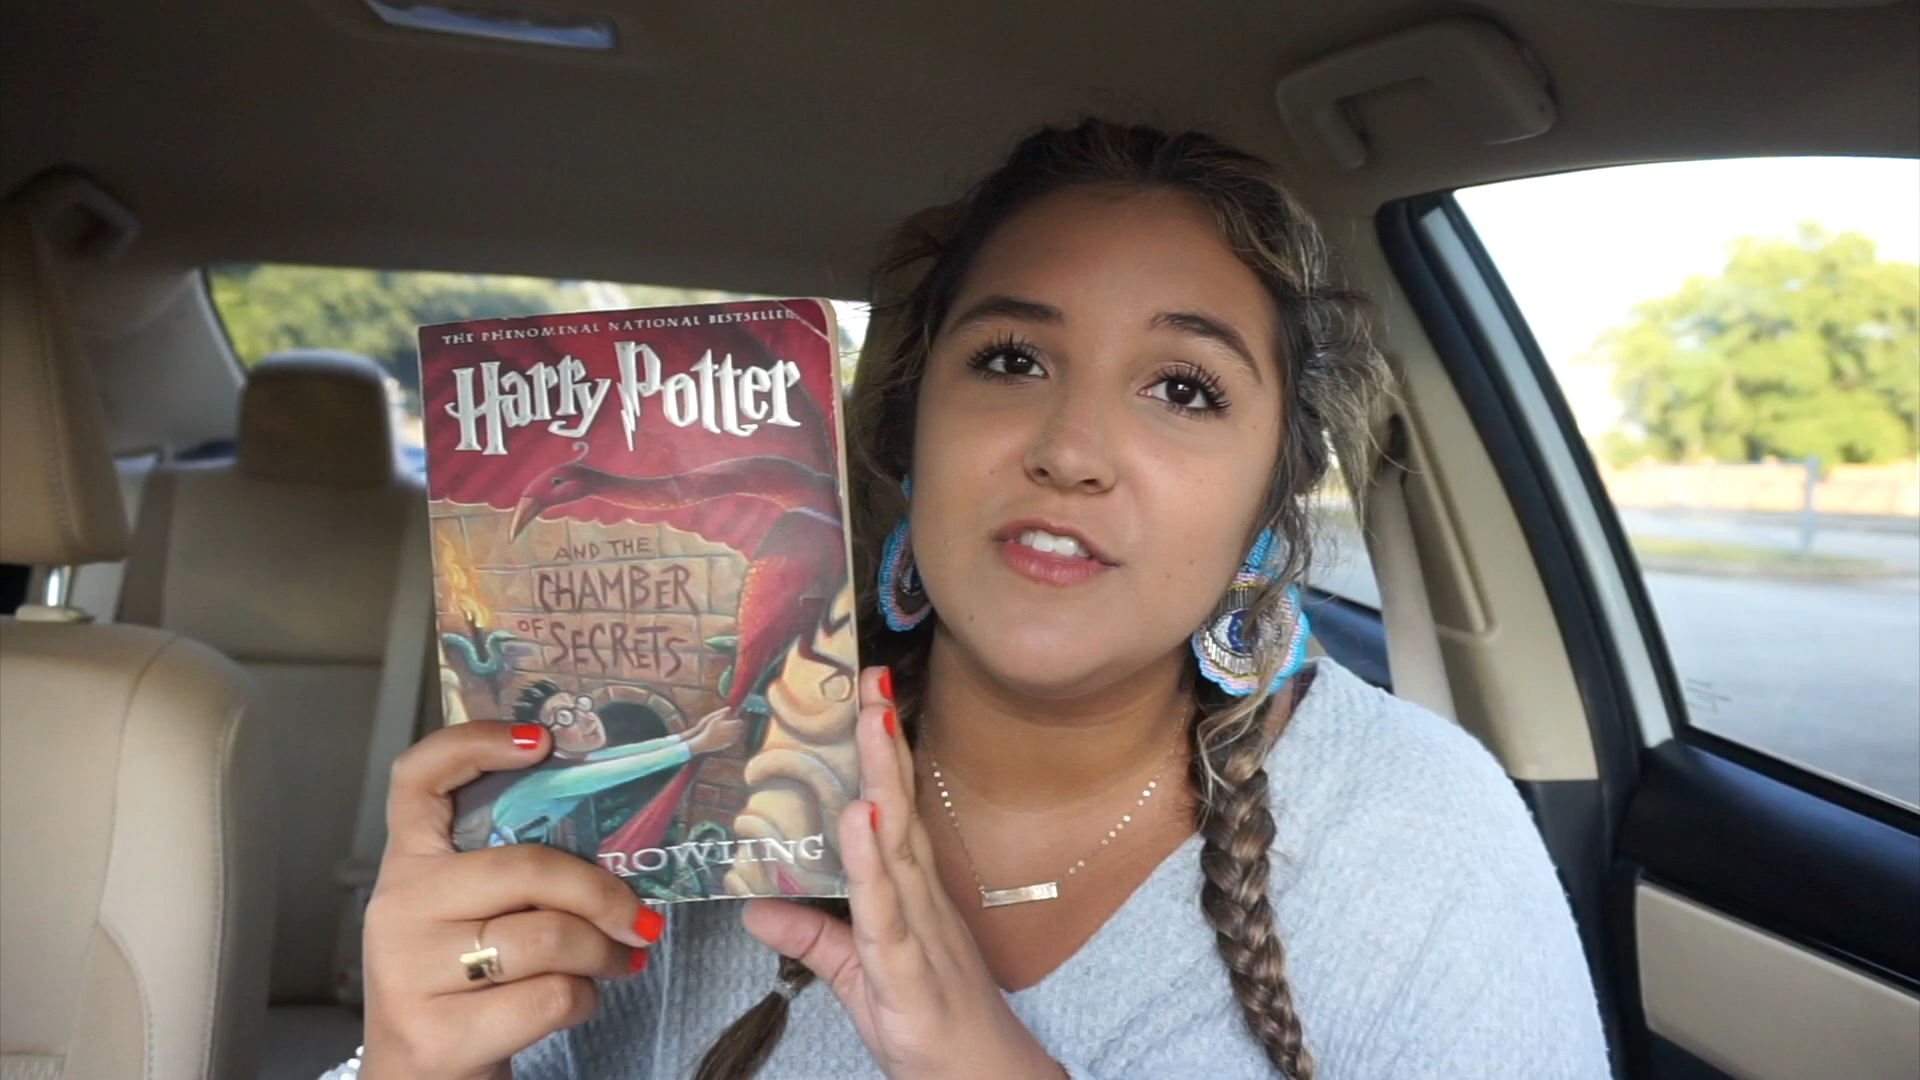 THE PHENOMENAL NATIONAL BESTSELLER
Harry Potter
AND THE
CHAMBER
OF SECRETS
ROWLING